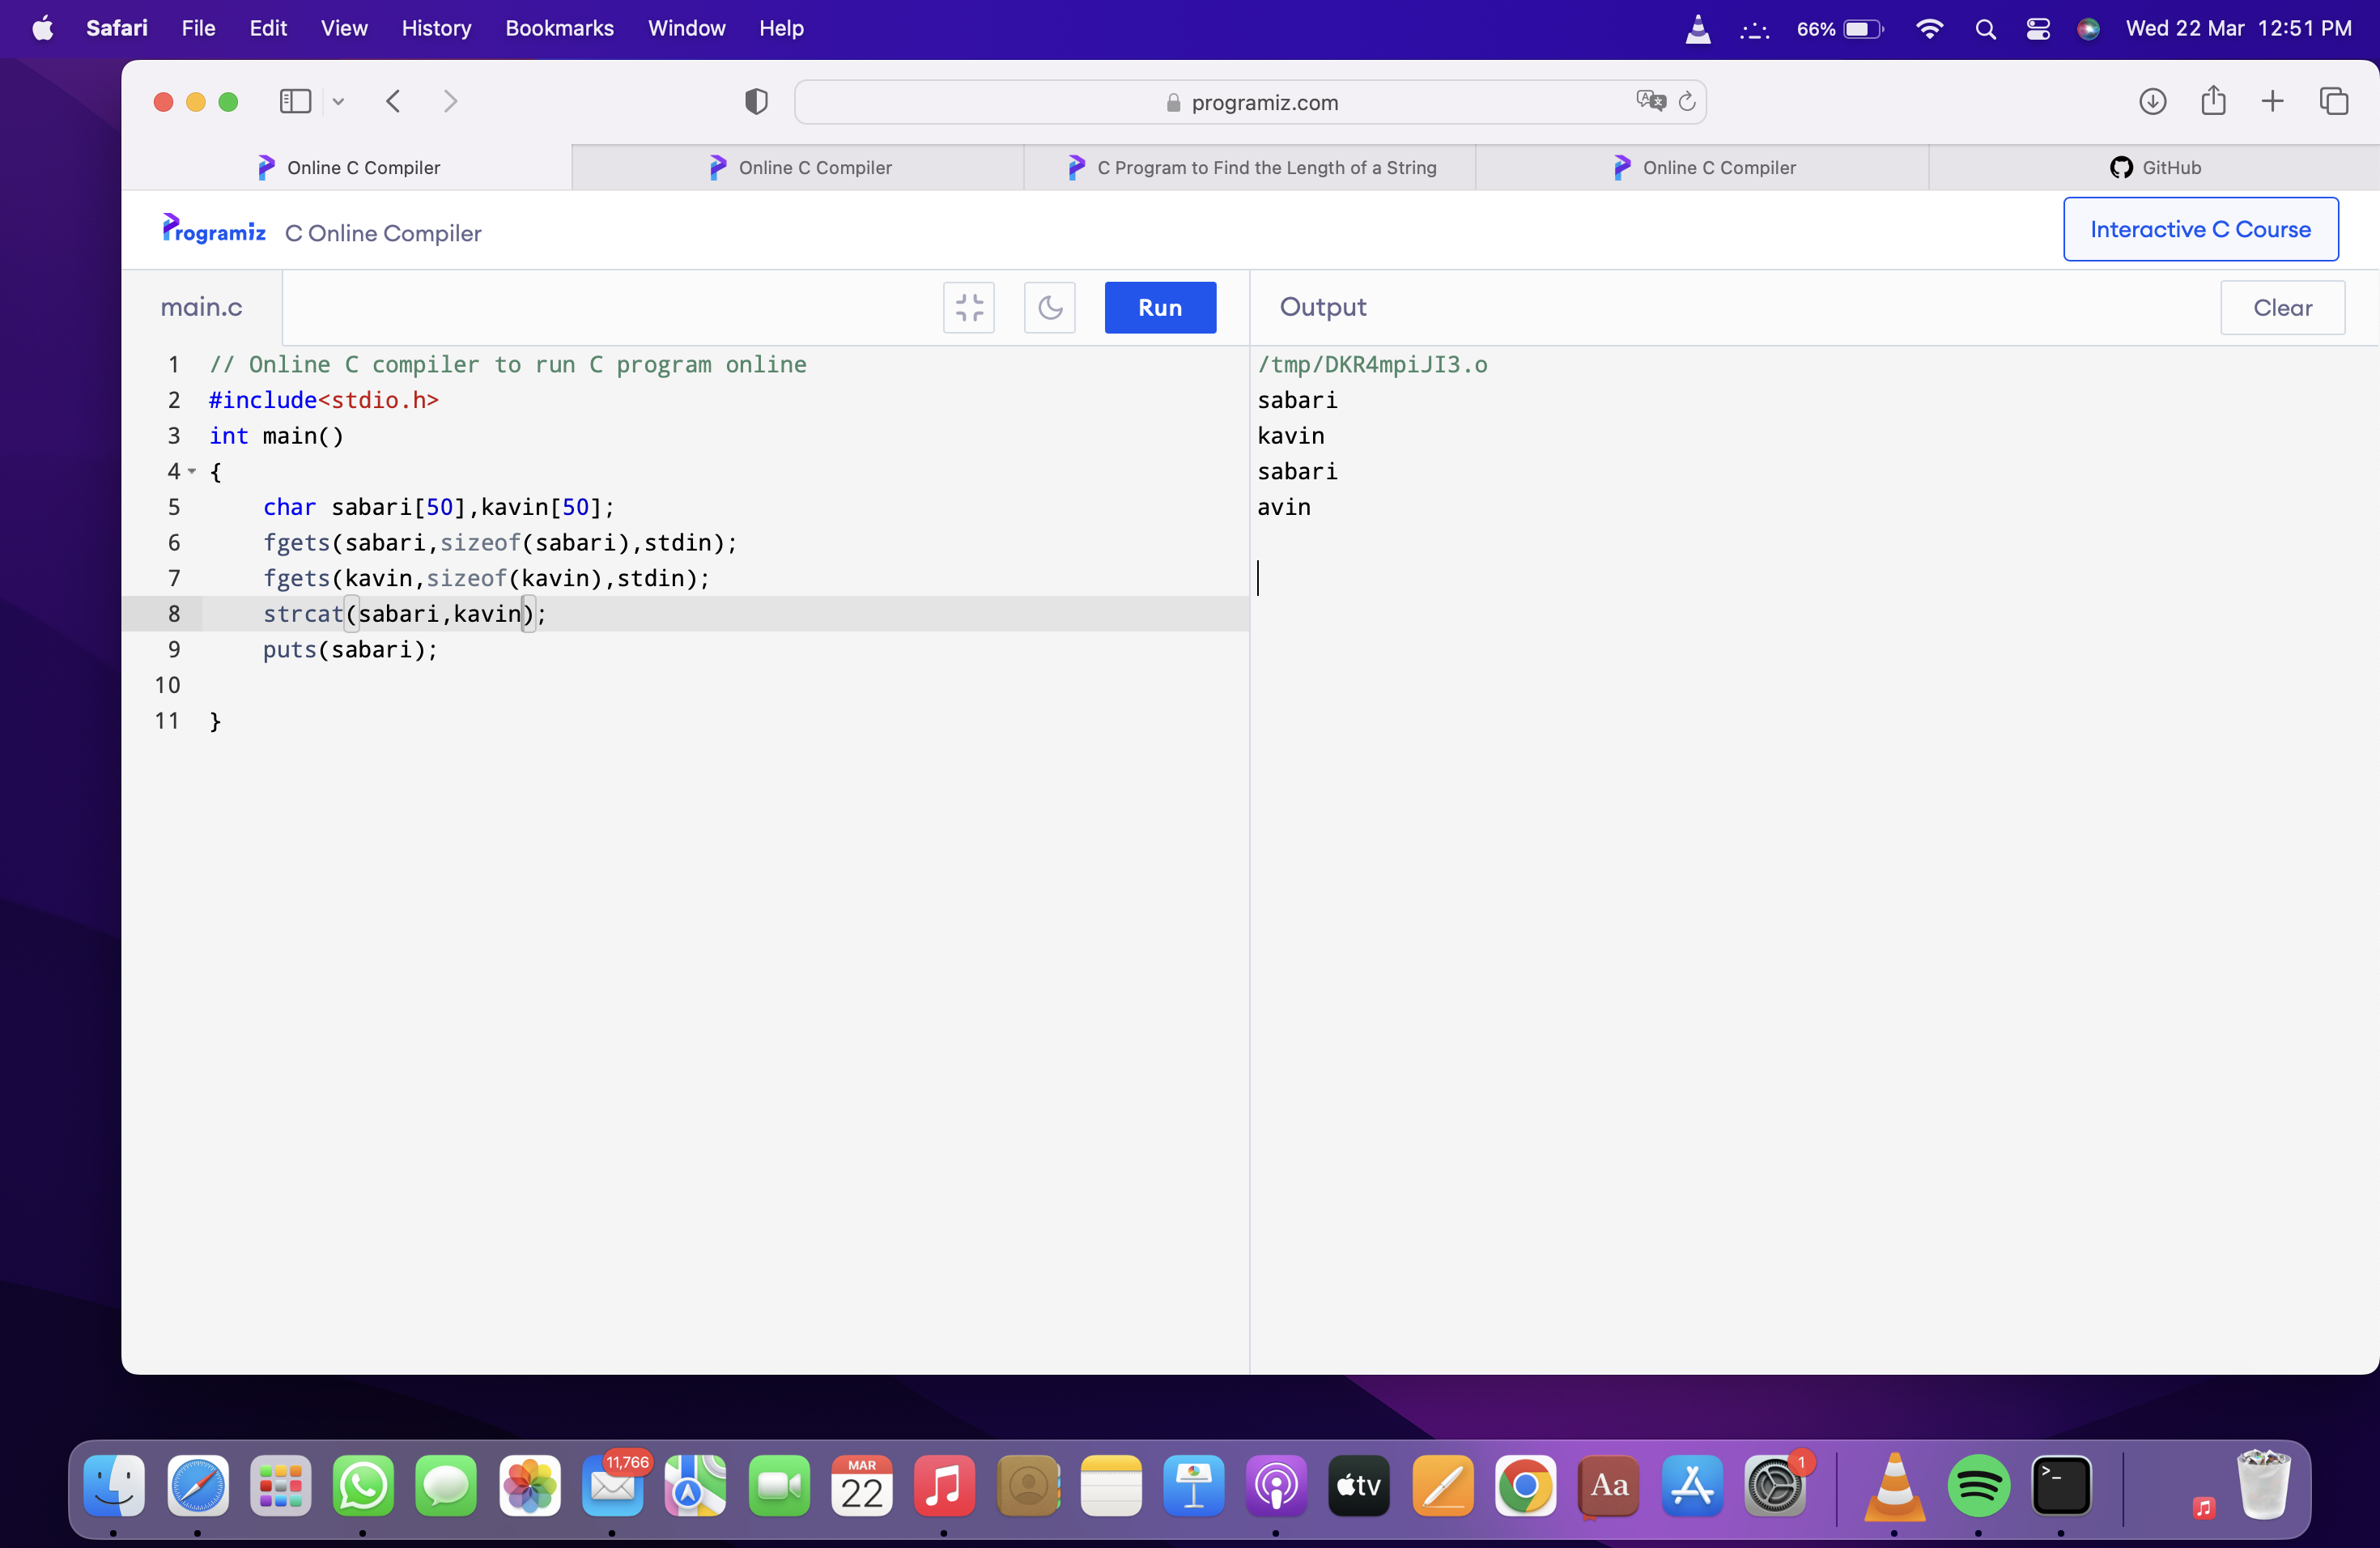 Safari File Edit View History Bookmarks Window Help 66% Wed 22 Mar 12:51 PM
programiz.com
Online C Compiler Online C Compiler C Program to Find the Length of a String Online C Compiler GitHub
Programiz C Online Compiler Interactive C Course
main.c Run Output Clear
1 // Online C compiler to run C program online
2 #include<stdio.h>
3 int main()
4 {
5 char sabari[50],kavin[50];
6 fgets(sabari,sizeof(sabari),stdin);
7 fgets(kavin,sizeof(kavin),stdin);
8 strcat(sabari,kavin);
9 puts(sabari);
10
11 }
/tmp/DKR4mpiJI3.o
sabari
kavin
sabari
avin
11,766
MAR
22
tv
Aa
1
>_